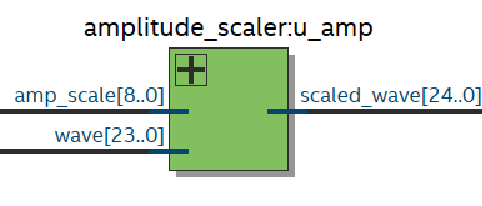 amplitude_scaler:u_amp
amp_scale[8..0]
scaled_wave[24..0]
wave[23..0]